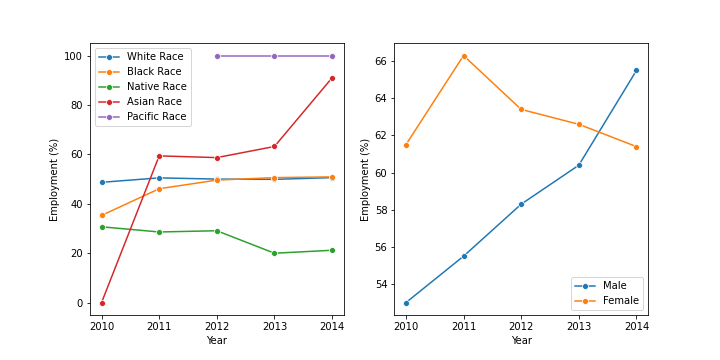 White Race
Black Race
Native Race
Asian Race
Pacific Race
100
80
60
40
20
0
Employment (%)
2010
2011
2012
2013
2014
Year
66
64
62
60
58
56
54
Employment (%)
Male
Female
2010
2011
2012
2013
2014
Year